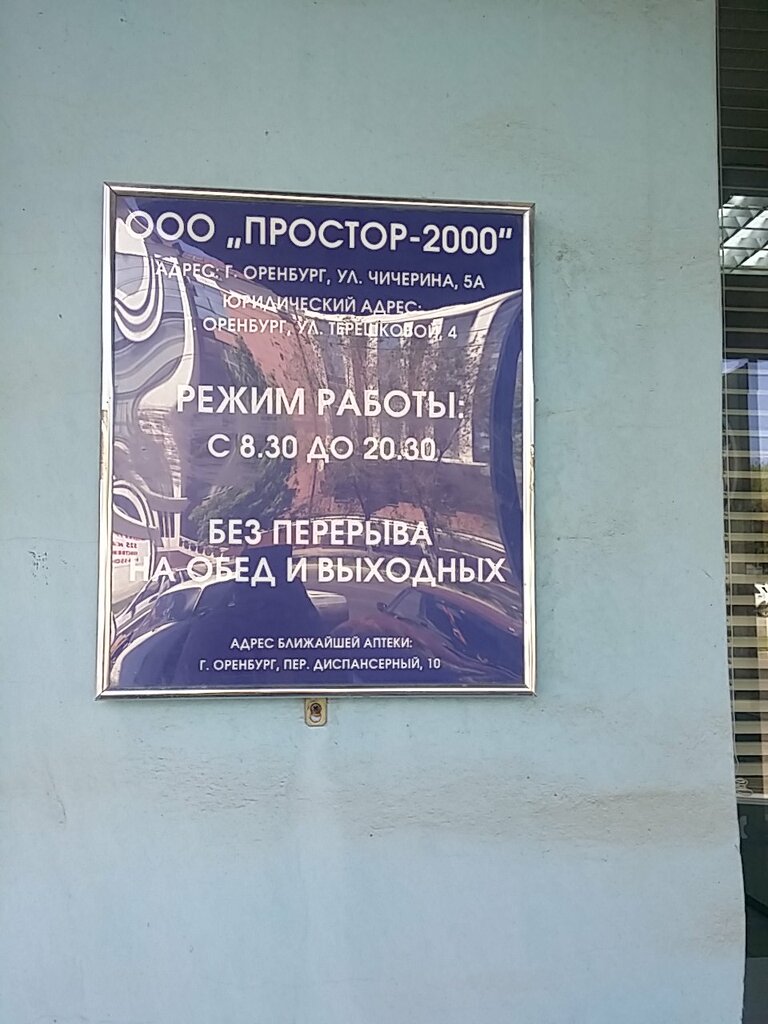 ООО „ПРОСТОР-2000"
АДРЕС: Г. ОРЕНБУРГ, УЛ. ЧИЧЕРИНА, 5А
ЮРИДИЧЕСКИЙ АДРЕС:
Г. ОРЕНБУРГ, УЛ. ТЕРЕШКОВОЙ, 4
РЕЖИМ РАБОТЫ:
С 8.30 ДО 20.30
БЕЗ ПЕРЕРЫВА
НА ОБЕД И ВЫХОДНЫХ
АДРЕС БЛИЖАЙШЕЙ АПТЕКИ:
Г. ОРЕНБУРГ, ПЕР. ДИСПАНСЕРНЫЙ, 10